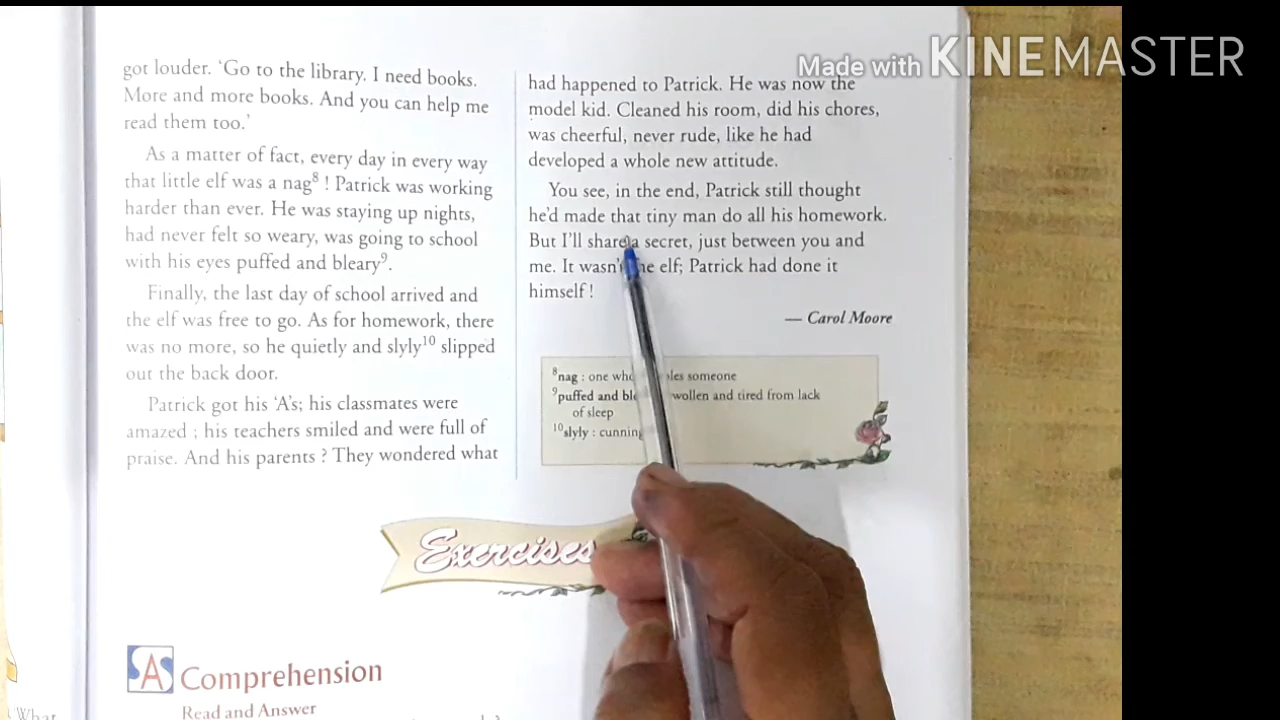 got louder. ‘Go to the library. I need books.
More and more books. And you can help me
read them too.’
As a matter of fact, every day in every way
that little elf was a nag⁸ ! Patrick was working
harder than ever. He was staying up nights,
had never felt so weary, was going to school
with his eyes puffed and bleary⁹.
Finally, the last day of school arrived and
the elf was free to go. As for homework, there
was no more, so he quietly and slyly¹⁰ slipped
out the back door.
Patrick got his ‘A’s; his classmates were
amazed ; his teachers smiled and were full of
praise. And his parents ? They wondered what
had happened to Patrick. He was now the
model kid. Cleaned his room, did his chores,
was cheerful, never rude, like he had
developed a whole new attitude.
You see, in the end, Patrick still thought
he’d made that tiny man do all his homework.
But I’ll share a secret, just between you and
me. It wasn’t the elf; Patrick had done it
himself !
— Carol Moore
⁸nag : one who someone
⁹puffed and tired from lack
of sleep
¹⁰slyly : cunning
Exercises
SA Comprehension
Read and Answer
What
Made with KINEMASTER